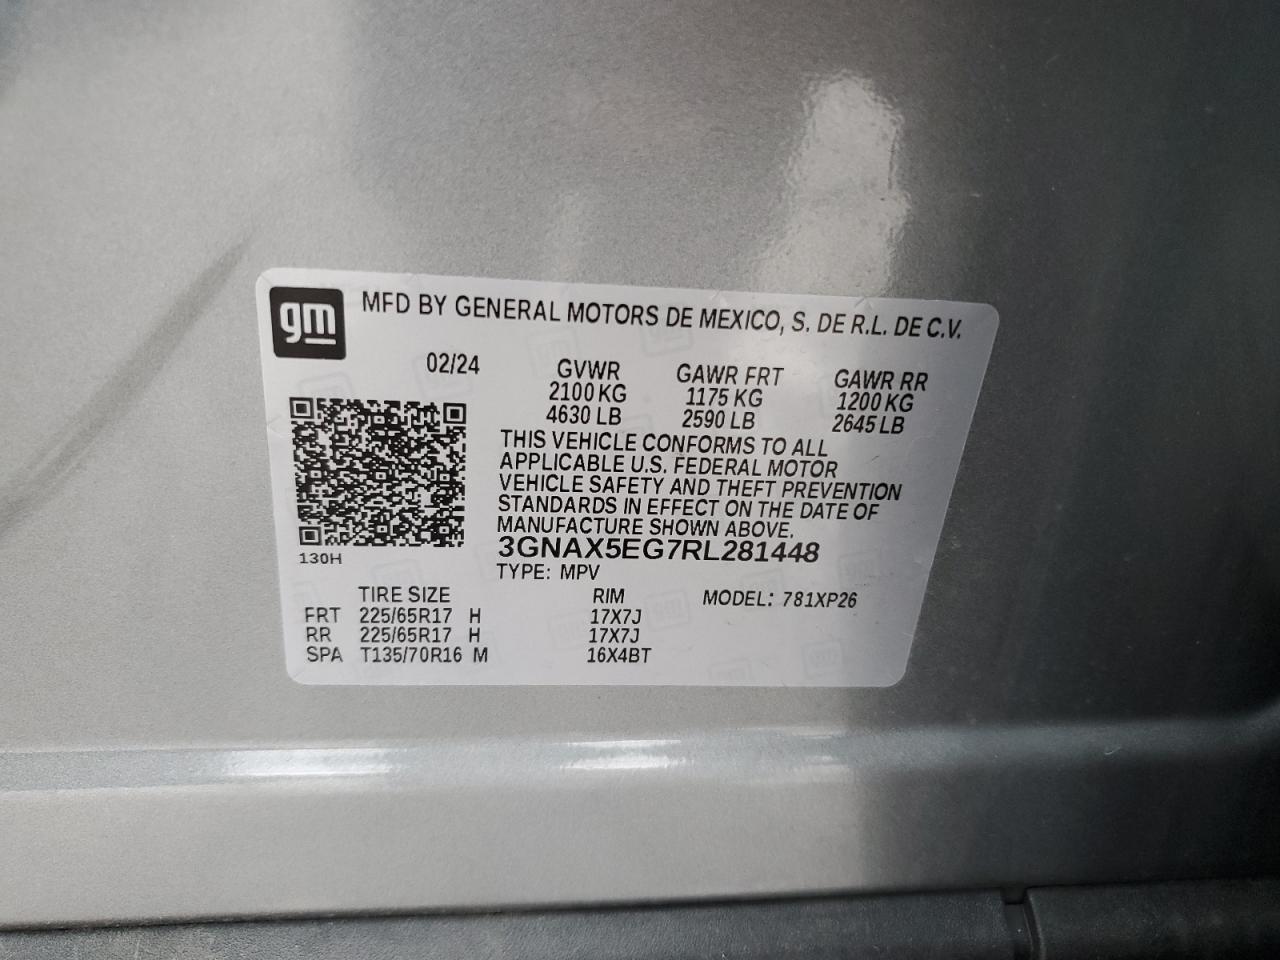 gm
MFD BY GENERAL MOTORS DE MEXICO, S. DE R.L. DE C.V.
02/24 GVWR GAWR FRT GAWR RR
2100 KG 1175 KG 1200 KG
4630 LB 2590 LB 2645 LB
THIS VEHICLE CONFORMS TO ALL
APPLICABLE U.S. FEDERAL MOTOR
VEHICLE SAFETY AND THEFT PREVENTION
STANDARDS IN EFFECT ON THE DATE OF
MANUFACTURE SHOWN ABOVE.
130H
3GNAX5EG7RL281448
TYPE: MPV
TIRE SIZE RIM MODEL: 781XP26
FRT 225/65R17 H 17X7J
RR 225/65R17 H 17X7J
SPA T135/70R16 M 16X4BT